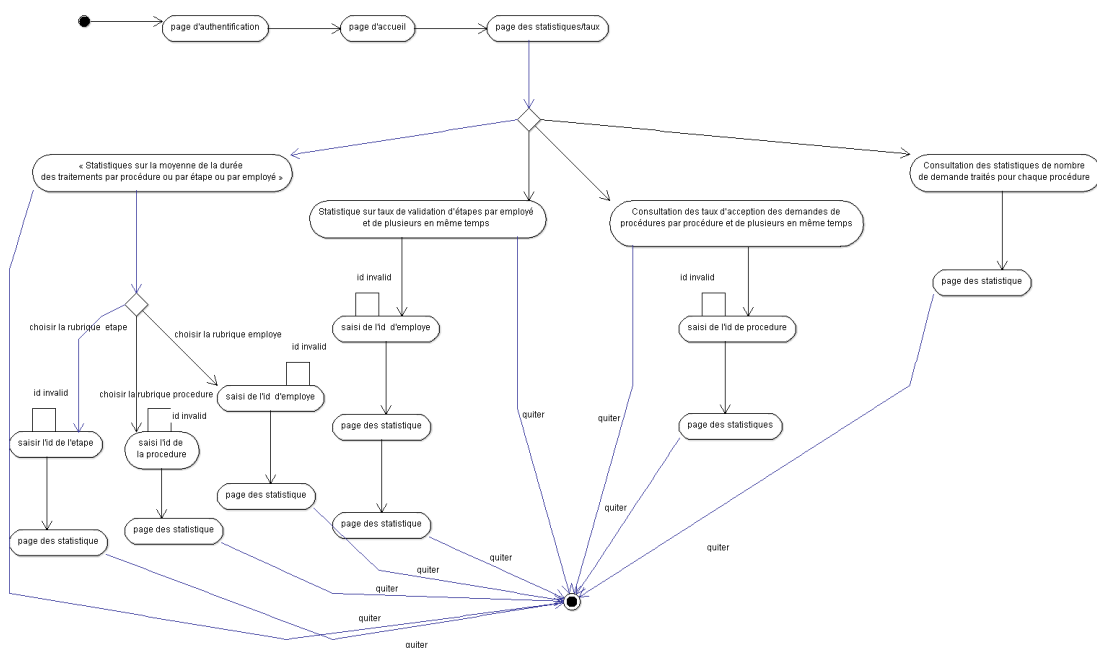 page d'authentification
page d'accueil
page des statistiques/taux
« Statistiques sur la moyenne de la durée
des traitements par procédure ou par étape ou par employé »
Consultation des statistiques de nombre
de demande traités pour chaque procédure
Statistique sur taux de validation d'étapes par employé
et de plusieurs en même temps
Consultation des taux d'acception des demandes de
procédures par procédure et de plusieurs en même temps
id invalid
id invalid
page des statistique
choisir la rubrique etape
choisir la rubrique employe
saisi de l'id d'employe
saisi de l'id de procedure
id invalid
id invalid
choisir la rubrique procedure
saisi de l'id d'employe
id invalid
quiter
quiter
page des statistique
page des statistiques
saisir l'id de l'etape
saisi l'id de
la procedure
page des statistique
quiter
page des statistique
page des statistique
page des statistique
quiter
quiter
quiter
quiter
quiter
quiter